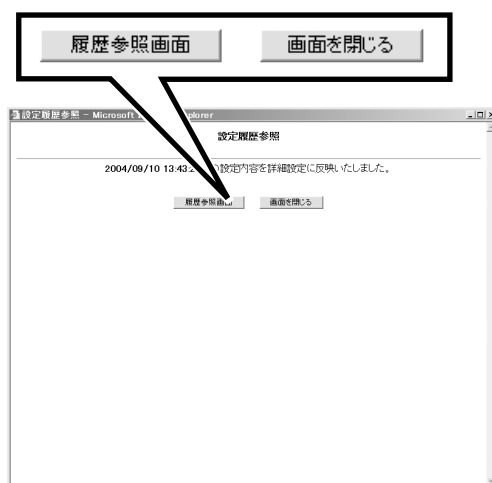 履歴参照画面 画面を閉じる
設定履歴参照 - Microsoft plorer
設定履歴参照
2004/09/10 13:43:2 の設定内容を詳細設定に反映いたしました。
履歴参照画面 画面を閉じる